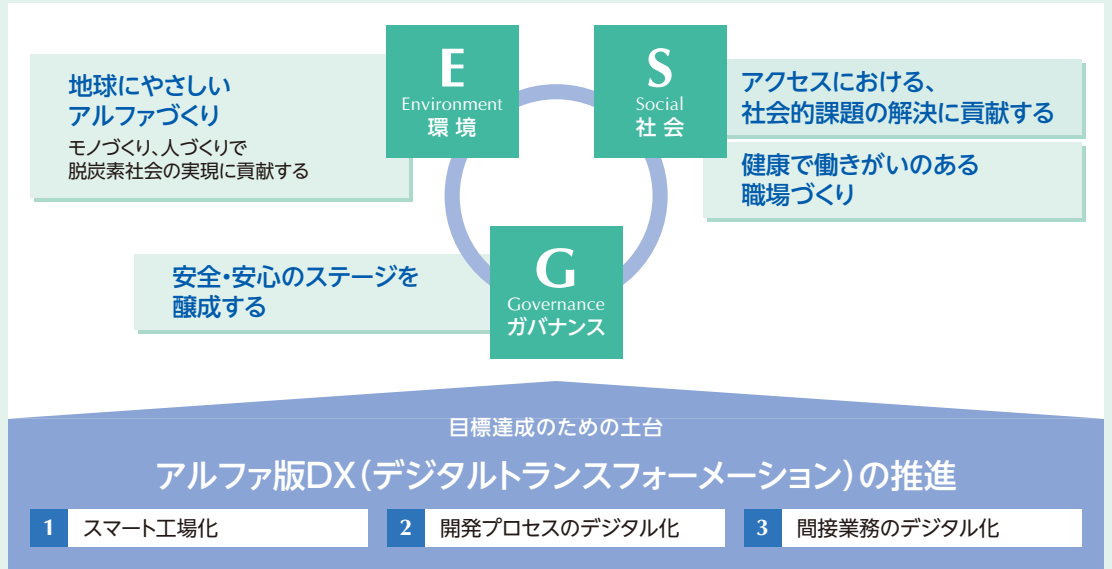 E
Environment
環境
地球にやさしい
アルファづくり
モノづくり、人づくりで
脱炭素社会の実現に貢献する
S
Social
社会
アクセスにおける、
社会的課題の解決に貢献する
健康で働きがいのある
職場づくり
G
Governance
ガバナンス
安全・安心のステージを
醸成する
目標達成のための土台
アルファ版DX(デジタルトランスフォーメーション)の推進
1 スマート工場化
2 開発プロセスのデジタル化
3 間接業務のデジタル化